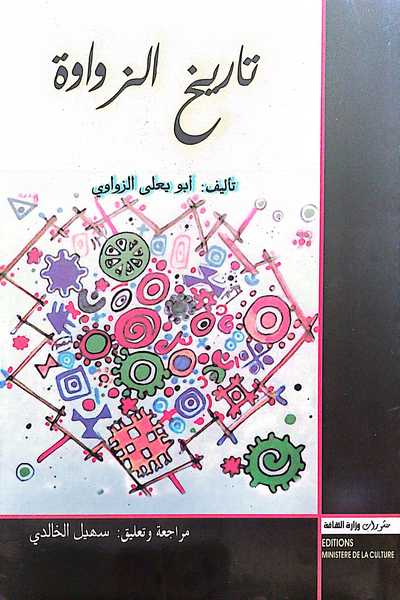 تاريخ الزواوة
تأليف: أبو يعلى الزواوي
مراجعة وتعليق: سهيل الخالدي
منشورات وزارة الثقافة
EDITIONS
MINISTERE DE LA CULTURE